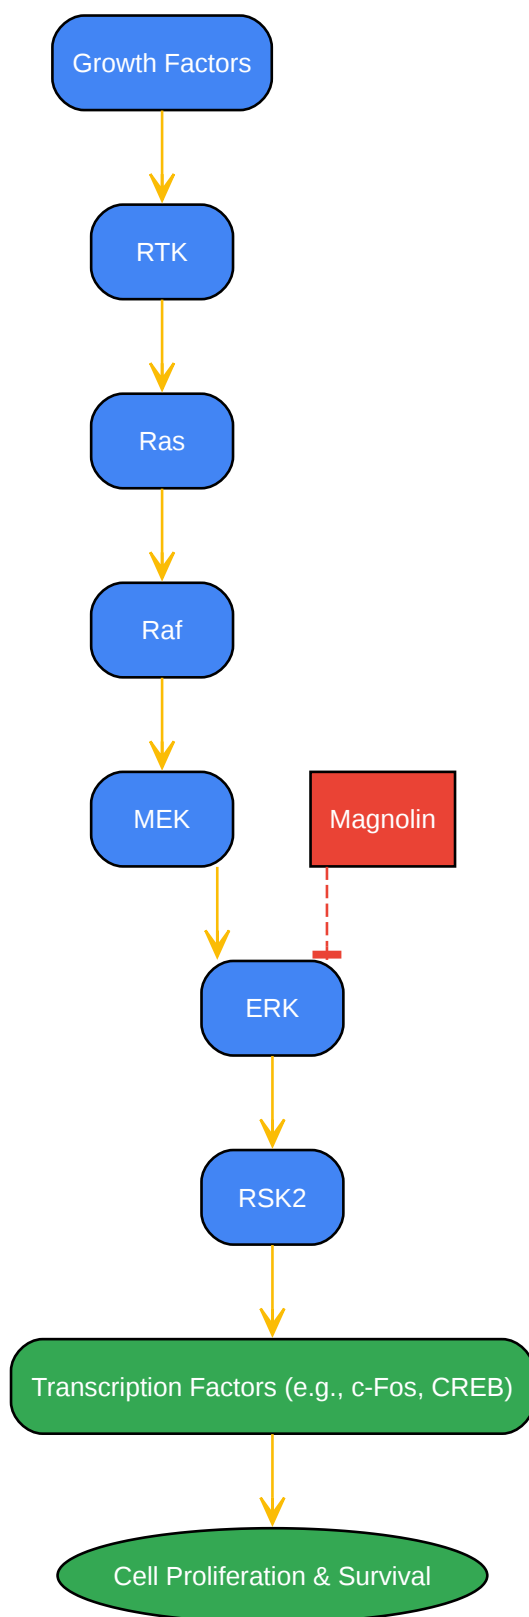 Growth Factors
RTK
Ras
Raf
MEK
Magnolin
ERK
RSK2
Transcription Factors (e.g., c-Fos, CREB)
Cell Proliferation & Survival